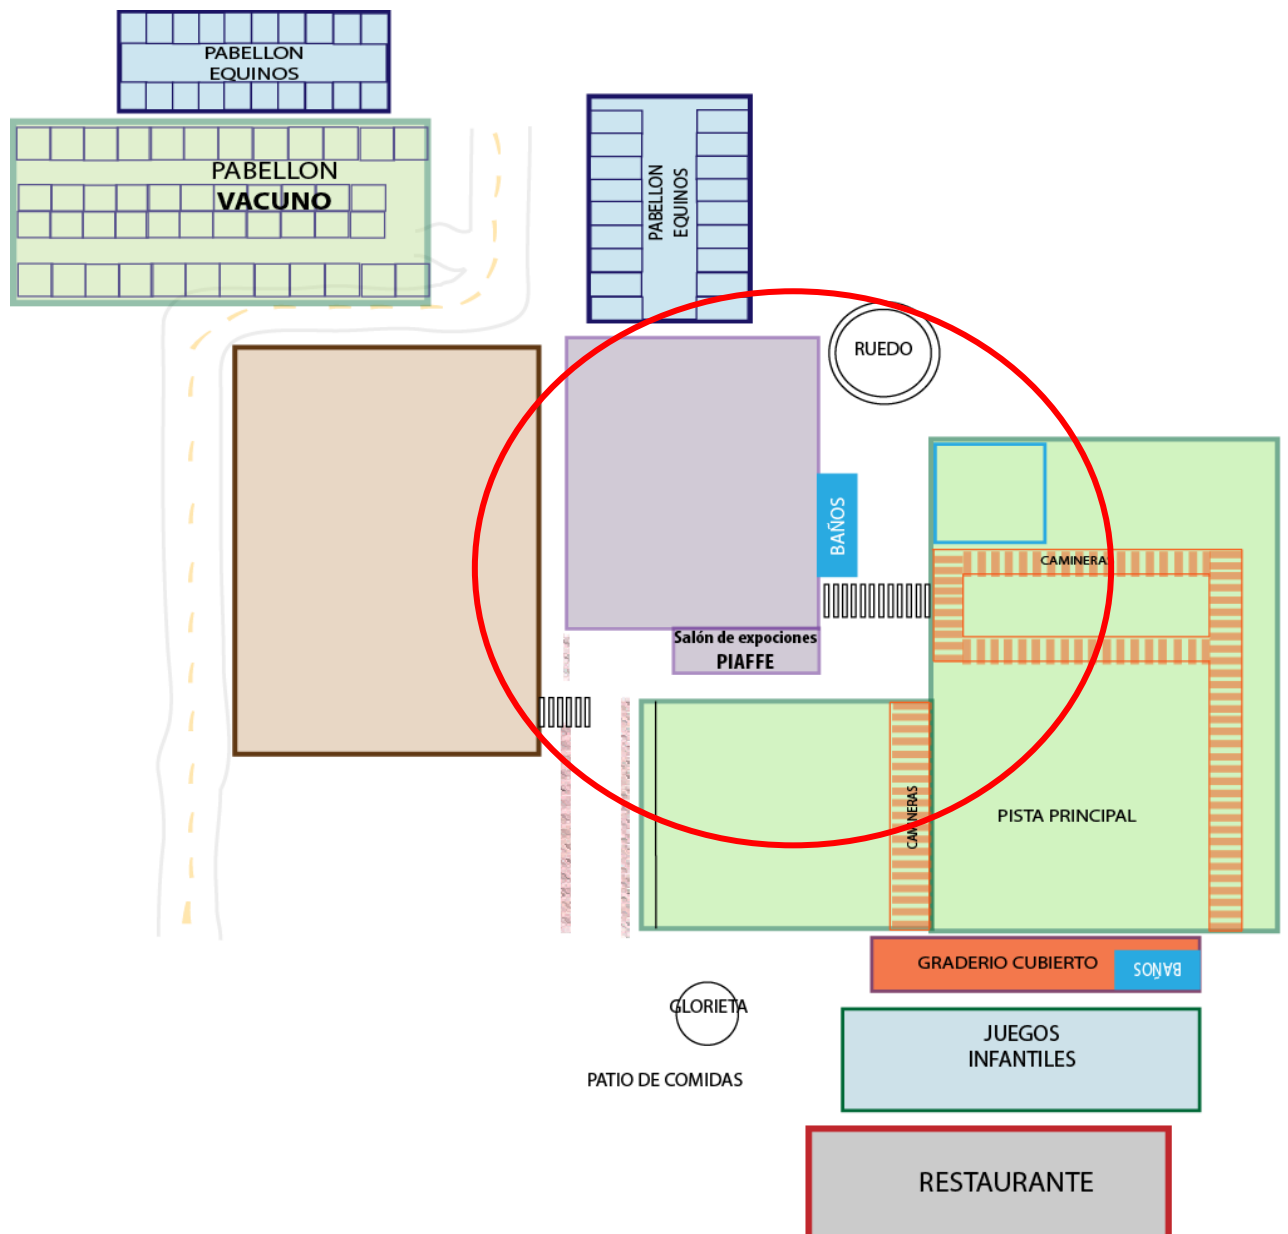 PABELLON
EQUINOS
PABELLON
VACUNO
PABELLON
EQUINOS
RUEDO
BAÑOS
CAMINERAS
Salón de expociones
PIAFFE
CAMINERAS
PISTA PRINCIPAL
GRADERIO CUBIERTO
BAÑOS
GLORIETA
JUEGOS
INFANTILES
PATIO DE COMIDAS
RESTAURANTE